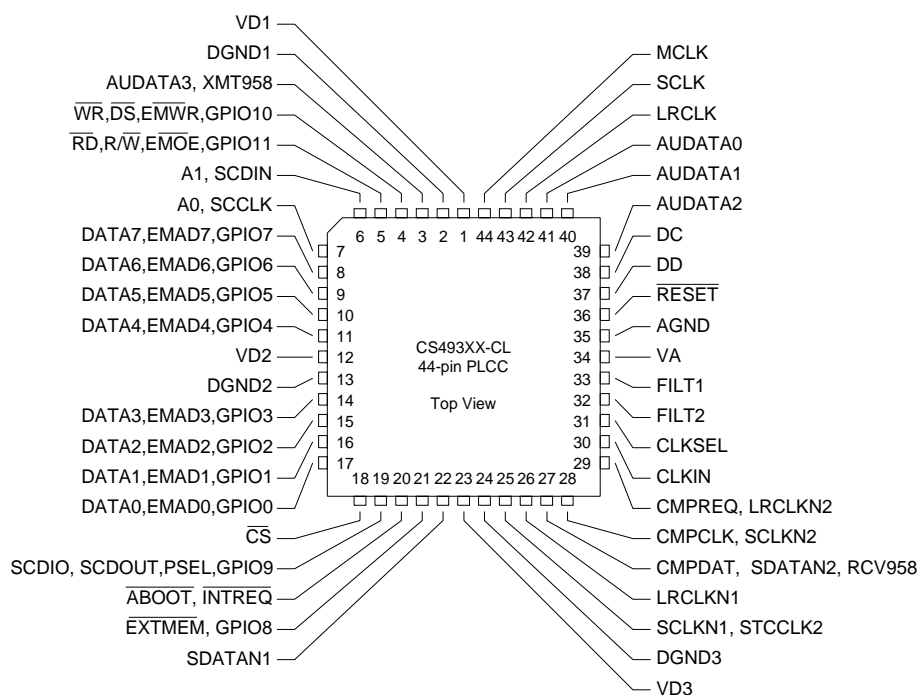 VD1
DGND1
AUDATA3, XMT958
WR,DS,EMWR,GPIO10
RD,R/W,EMOE,GPIO11
A1, SCDIN
A0, SCCLK
DATA7,EMAD7,GPIO7
DATA6,EMAD6,GPIO6
DATA5,EMAD5,GPIO5
DATA4,EMAD4,GPIO4
VD2
DGND2
DATA3,EMAD3,GPIO3
DATA2,EMAD2,GPIO2
DATA1,EMAD1,GPIO1
DATA0,EMAD0,GPIO0
CS
SCDIO, SCDOUT,PSEL,GPIO9
ABOOT, INTREQ
EXTMEM, GPIO8
SDATAN1
6 5 4 3 2 1 44 43 42 41 40
7
8
9
10
11
12
13
14
15
16
17
CS493XX-CL
44-pin PLCC
Top View
39
38
37
36
35
34
33
32
31
30
29
18 19 20 21 22 23 24 25 26 27 28
MCLK
SCLK
LRCLK
AUDATA0
AUDATA1
AUDATA2
DC
DD
RESET
AGND
VA
FILT1
FILT2
CLKSEL
CLKIN
CMPREQ, LRCLKN2
CMPCLK, SCLKN2
CMPDAT, SDATAN2, RCV958
LRCLKN1
SCLKN1, STCCLK2
DGND3
VD3